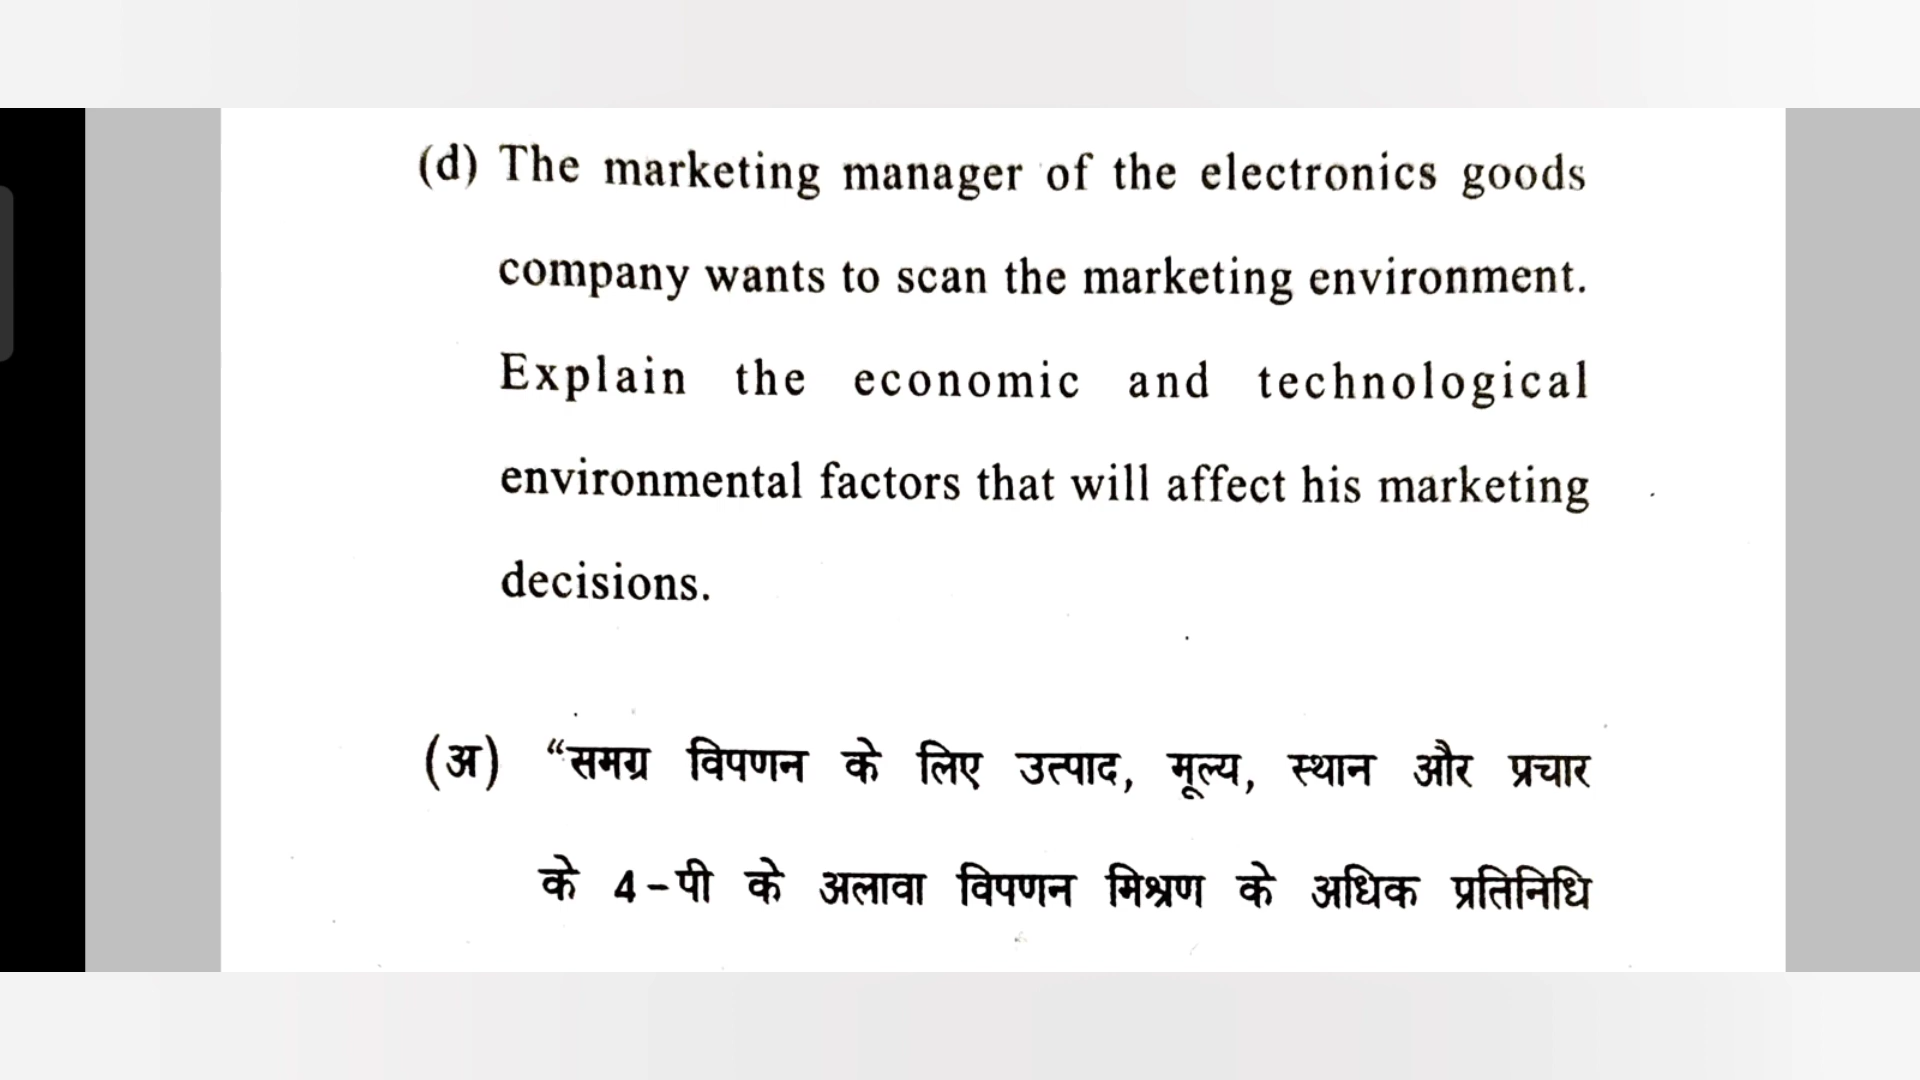 (d) The marketing manager of the electronics goods
company wants to scan the marketing environment.
Explain the economic and technological
environmental factors that will affect his marketing
decisions.
(अ) “समग्र विपणन के लिए उत्पाद, मूल्य, स्थान और प्रचार
के 4-पी के अलावा विपणन मिश्रण के अधिक प्रतिनिधि